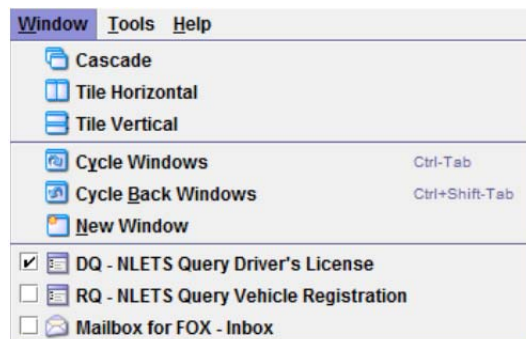 Window Tools Help
Cascade
Tile Horizontal
Tile Vertical
Cycle Windows Ctrl-Tab
Cycle Back Windows Ctrl+Shift-Tab
New Window
DQ - NLETS Query Driver's License
RQ - NLETS Query Vehicle Registration
Mailbox for FOX - Inbox